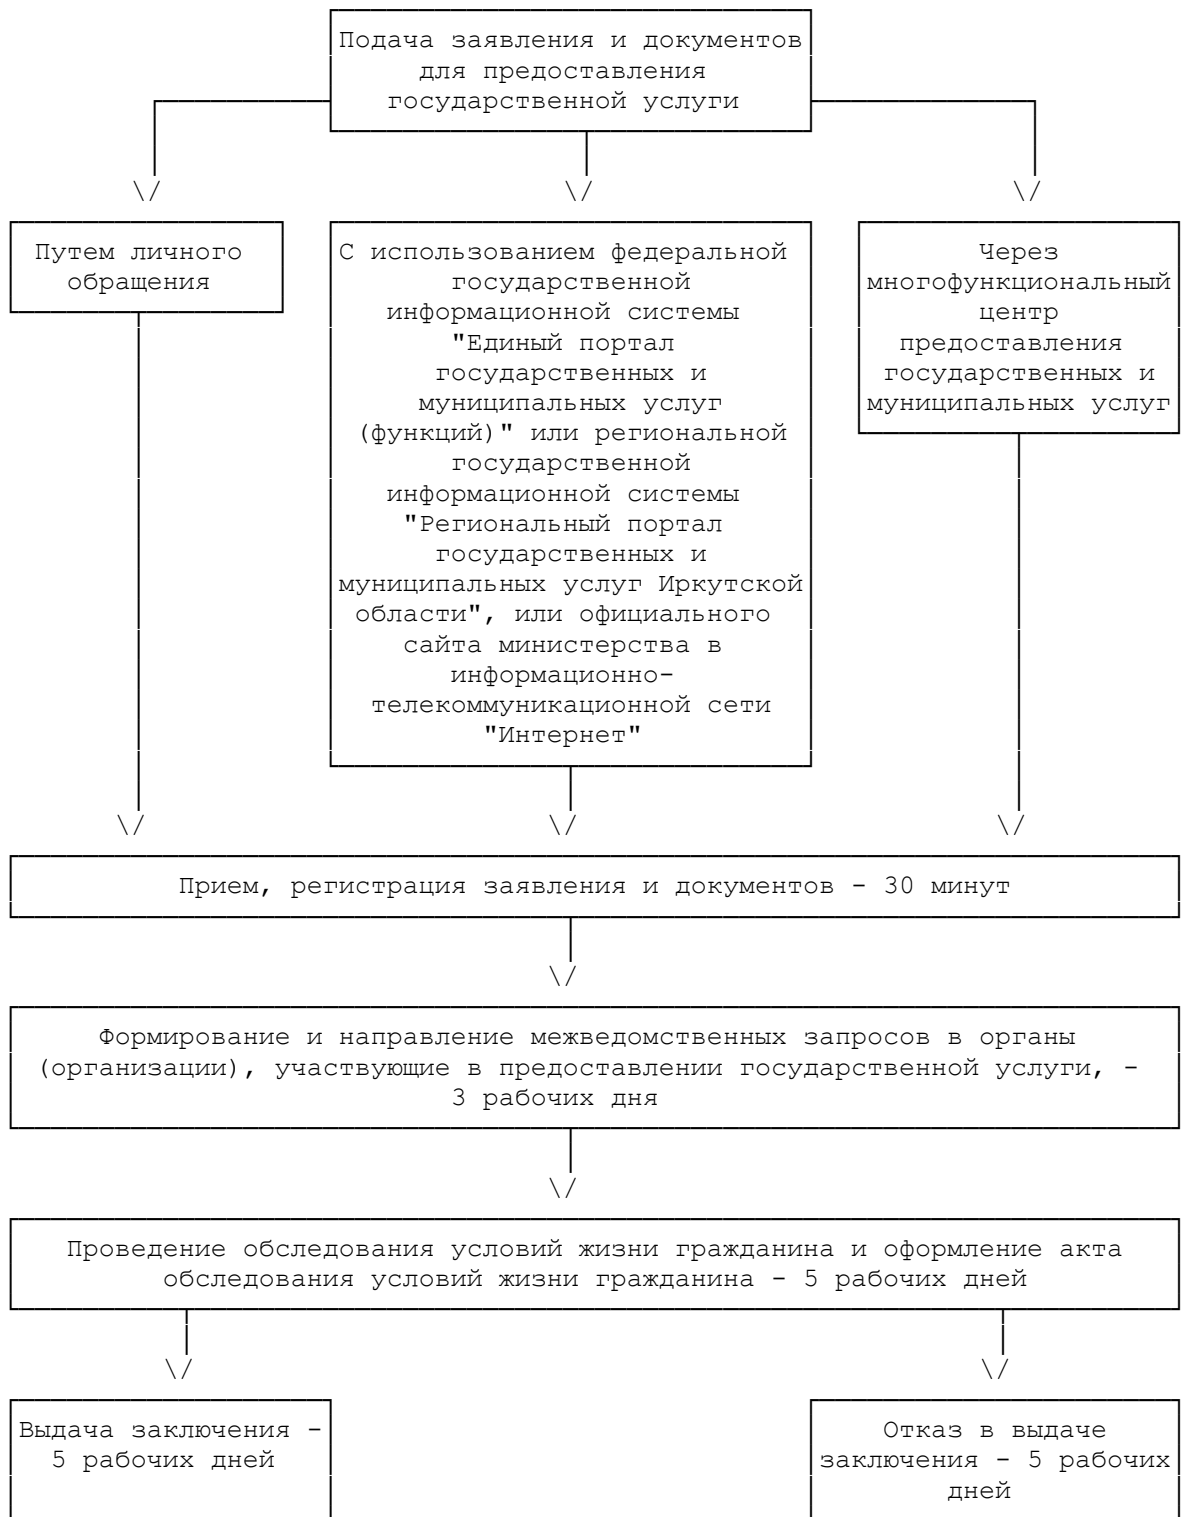 Подача заявления и документов
для предоставления
государственной услуги
\/
\/
\/
Путем личного
обращения
С использованием федеральной
государственной
информационной системы
"Единый портал
государственных и
муниципальных услуг
(функций)" или региональной
государственной
информационной системы
"Региональный портал
государственных и
муниципальных услуг Иркутской
области", или официального
сайта министерства в
информационно-
телекоммуникационной сети
"Интернет"
Через
многофункциональный
центр
предоставления
государственных и
муниципальных услуг
\/
\/
\/
Прием, регистрация заявления и документов - 30 минут
\/
Формирование и направление межведомственных запросов в органы
(организации), участвующие в предоставлении государственной услуги, -
3 рабочих дня
\/
Проведение обследования условий жизни гражданина и оформление акта
обследования условий жизни гражданина - 5 рабочих дней
\/
\/
Выдача заключения -
5 рабочих дней
Отказ в выдаче
заключения - 5 рабочих
дней